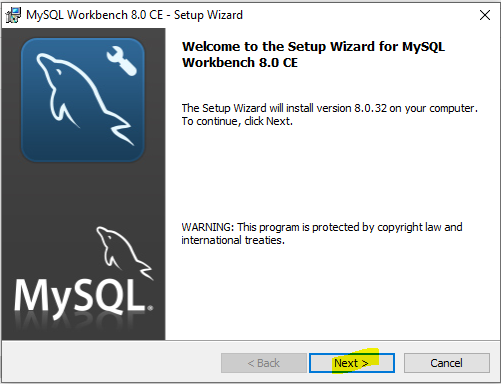 MySQL Workbench 8.0 CE - Setup Wizard
Welcome to the Setup Wizard for MySQL
Workbench 8.0 CE
The Setup Wizard will install version 8.0.32 on your computer.
To continue, click Next.
WARNING: This program is protected by copyright law and
international treaties.
MySQL®
< Back
Next >
Cancel